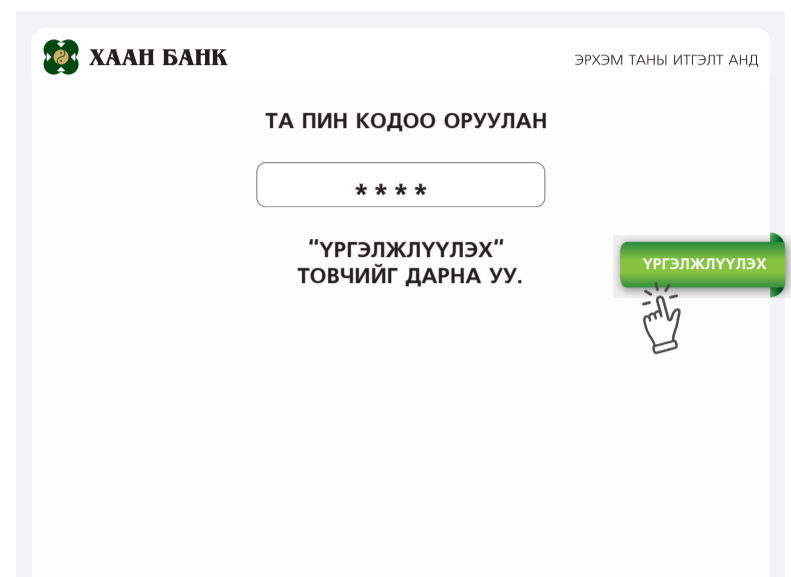 ХААН БАНК
ЭРХЭМ ТАНЫ ИТГЭЛТ АНД
ТА ПИН КОДОО ОРУУЛАН
* * * *
"ҮРГЭЛЖЛҮҮЛЭХ"
ТОВЧИЙГ ДАРНА УУ.
ҮРГЭЛЖЛҮҮЛЭХ